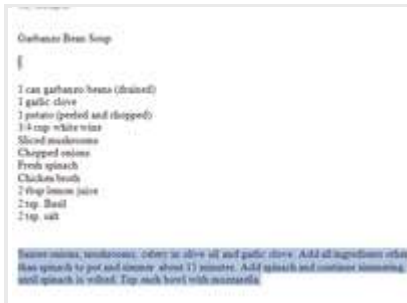 Garbanzo Bean Soup
1 can garbanzo beans (drained)
1 garlic clove
1 potato (peeled and chopped)
3/4 cup white wine
Sliced mushrooms
Chopped onions
Fresh spinach
Chicken broth
2 tbsp lemon juice
2 tsp. Basil
2 tsp. salt
Sautee onions, mushrooms, celery in olive oil and garlic clove. Add all ingredients other
than spinach to pot and simmer about 15 minutes. Add spinach and continue simmering
until spinach is wilted. Top each bowl with mozzarella.